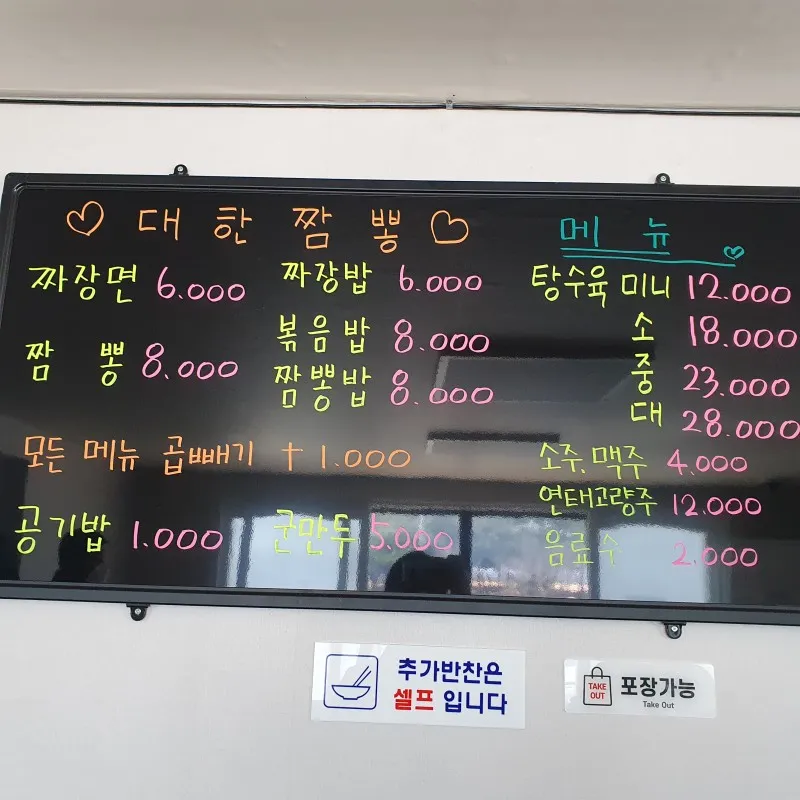 ♡ 대 한 짬 뽕 ♡
메 뉴 ♡
짜장면 6.000
짬 뽕 8.000
짜장밥 6.000
볶음밥 8.000
짬뽕밥 8.000
모든 메뉴 곱빼기 + 1.000
공기밥 1.000
군만두 5.000
탕수육 미니 12.000
소 18.000
중 23.000
대 28.000
소주, 맥주 4.000
연태고량주 12.000
음료수 2.000
추가반찬은
셀프 입니다
TAKE
OUT
포장가능
Take Out